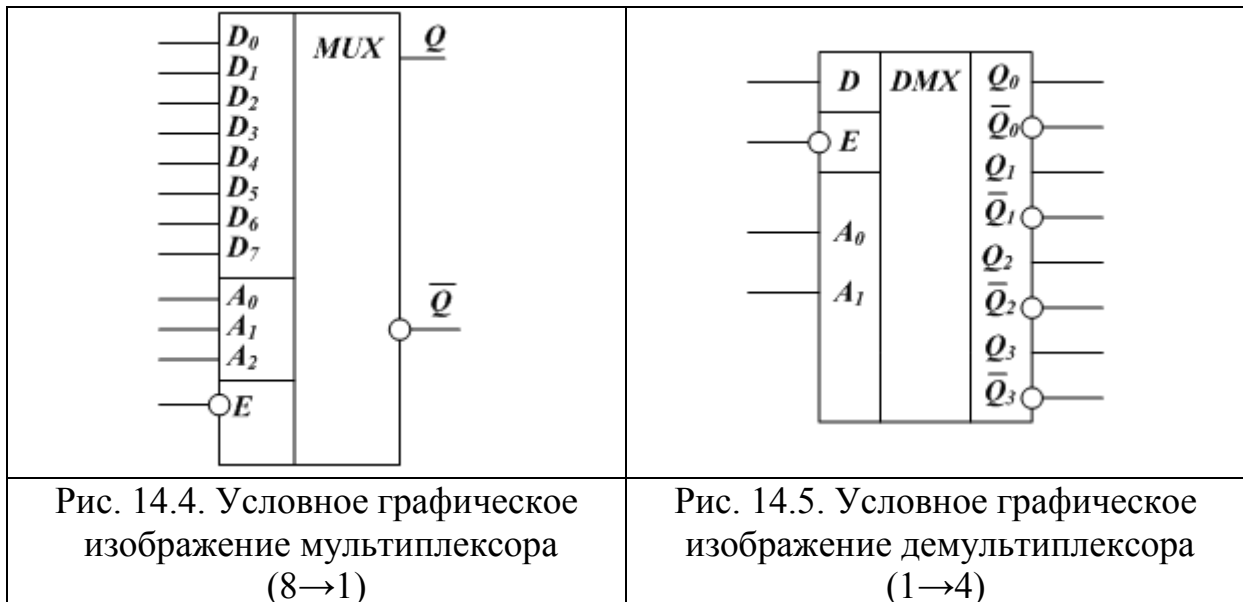 D₀
D₁
D₂
D₃
D₄
D₅
D₆
D₇
A₀
A₁
A₂
E
MUX
Q
Q̅
D
E
A₀
A₁
DMX
Q₀
Q̅₀
Q₁
Q̅₁
Q₂
Q̅₂
Q₃
Q̅₃
Рис. 14.4. Условное графическое
изображение мультиплексора
(8→1)
Рис. 14.5. Условное графическое
изображение демультиплексора
(1→4)